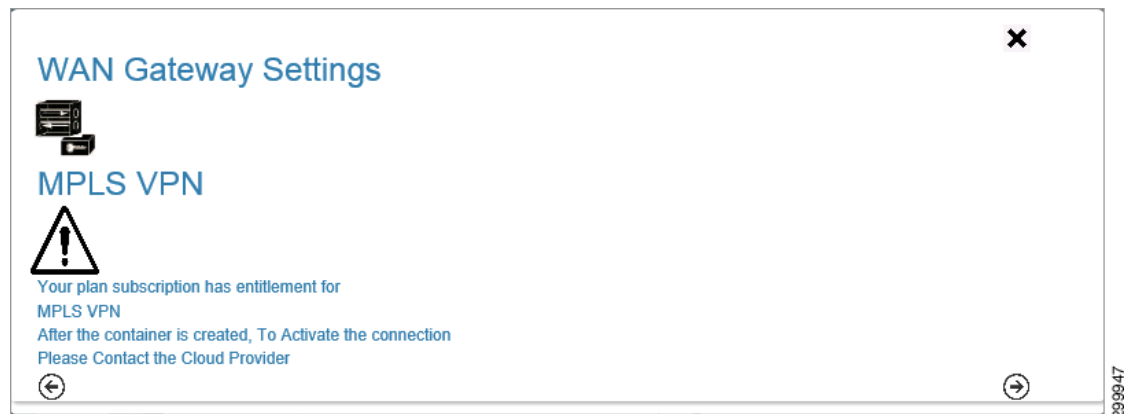 WAN Gateway Settings
MPLS VPN
Your plan subscription has entitlement for
MPLS VPN
After the container is created, To Activate the connection
Please Contact the Cloud Provider
299947